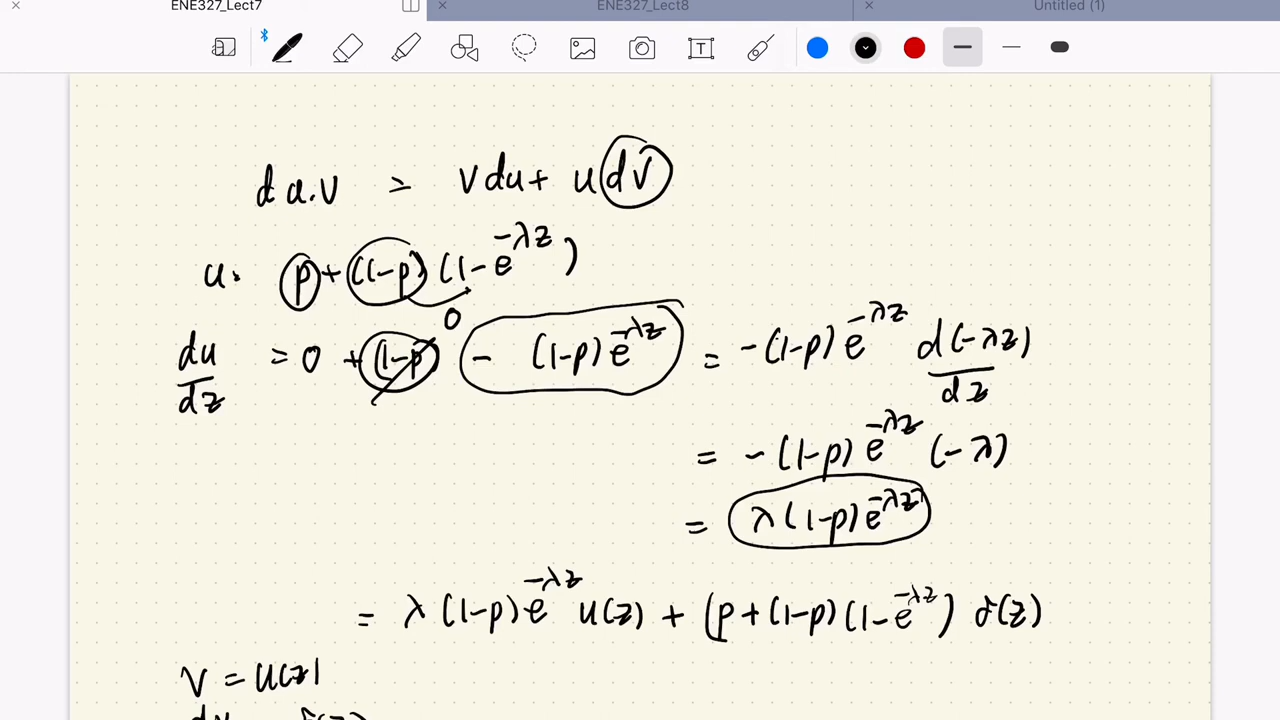 ENE327_Lect7 ENE327_Lect8 Untitled (1)
T
d u.v = vdu + u dv
u. p + (1-p) (1-e^{-λz})
0
du/dz = 0 + (1-p) - (1-p) e^{-λz} = -(1-p) e^{-λz} d(-λz)/dz
= -(1-p) e^{-λz} (-λ)
= λ(1-p) e^{-λz}
= λ(1-p) e^{-λz} u(z) + (p + (1-p)(1-e^{-λz}) δ(z)
v = u(z)